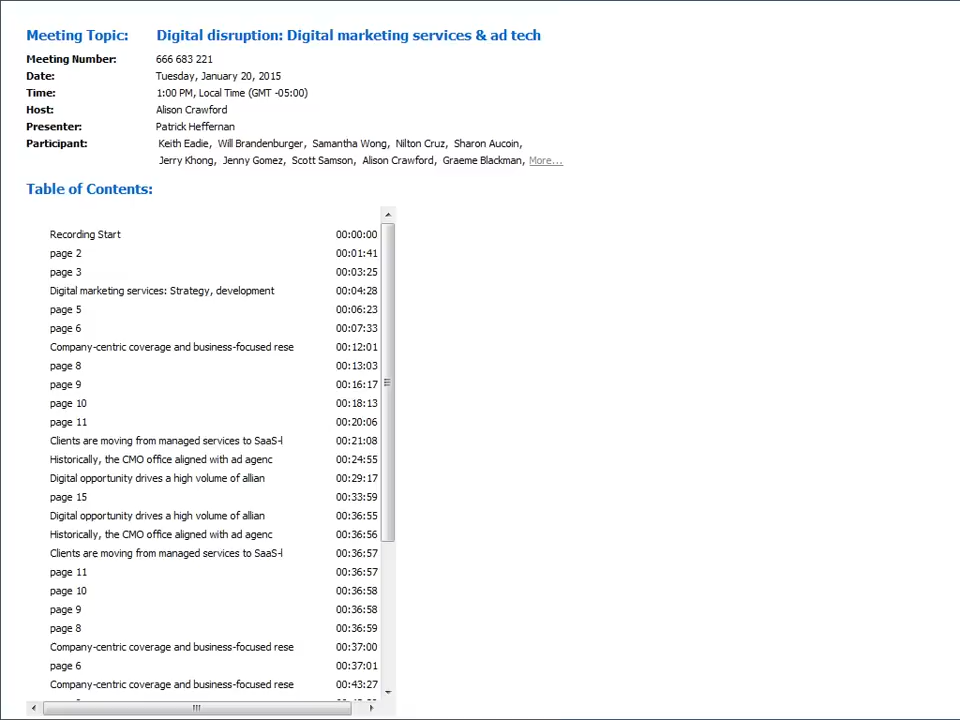 Meeting Topic: Digital disruption: Digital marketing services & ad tech
Meeting Number: 666 683 221
Date: Tuesday, January 20, 2015
Time: 1:00 PM, Local Time (GMT -05:00)
Host: Alison Crawford
Presenter: Patrick Heffernan
Participant: Keith Eadie, Will Brandenburger, Samantha Wong, Nilton Cruz, Sharon Aucoin,
Jerry Khong, Jenny Gomez, Scott Samson, Alison Crawford, Graeme Blackman, More...
Table of Contents:
Recording Start 00:00:00
page 2 00:01:41
page 3 00:03:25
Digital marketing services: Strategy, development 00:04:28
page 5 00:06:23
page 6 00:07:33
Company-centric coverage and business-focused rese 00:12:01
page 8 00:13:03
page 9 00:16:17
page 10 00:18:13
page 11 00:20:06
Clients are moving from managed services to SaaS-l 00:21:08
Historically, the CMO office aligned with ad agenc 00:24:55
Digital opportunity drives a high volume of allian 00:29:17
page 15 00:33:59
Digital opportunity drives a high volume of allian 00:36:55
Historically, the CMO office aligned with ad agenc 00:36:56
Clients are moving from managed services to SaaS-l 00:36:57
page 11 00:36:57
page 10 00:36:58
page 9 00:36:58
page 8 00:36:59
Company-centric coverage and business-focused rese 00:37:00
page 6 00:37:01
Company-centric coverage and business-focused rese 00:43:27